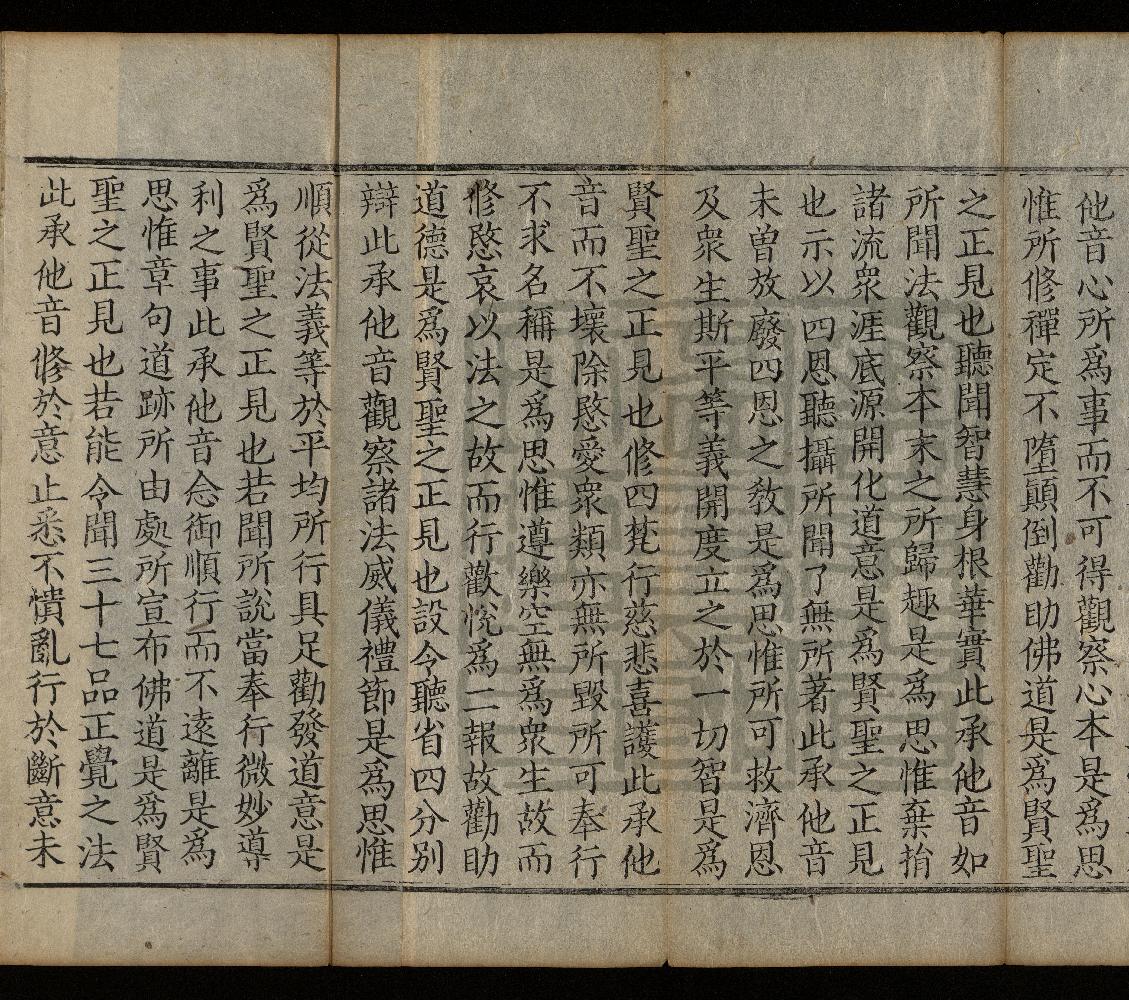 他音心所爲事而不可得觀察心本是爲思
惟所修禪定不墮顚倒勸助佛道是爲賢聖
之正見也聽聞智慧身根華實此承他音如
所聞法觀察本末之所歸趣是爲思惟棄捐
諸流衆涯底源開化道意是爲賢聖之正見
也示以四恩聽攝所聞了無所著此承他音
未曾放廢四恩之教是爲思惟所可救濟恩
及衆生斯平等義開度立之於一切智是爲
賢聖之正見也修四梵行慈悲喜護此承他
音而不壞除愍愛衆類亦無所毀所可奉行
不求名稱是爲思惟遵樂空無爲衆生故而
修愍哀以法之故而行歡悅爲二報故勸助
道德是爲賢聖之正見也設令聽省四分別
辯此承他音觀察諸法威儀禮節是爲思惟
順從法義等於平均所行具足勸發道意是
爲賢聖之正見也若聞所說當奉行微妙導
利之事此承他音念御順行而不遠離是爲
思惟章句道跡所由處所宣布佛道是爲賢
聖之正見也若能令聞三十七品正覺之法
此承他音修於意止悉不憒亂行於斷意未